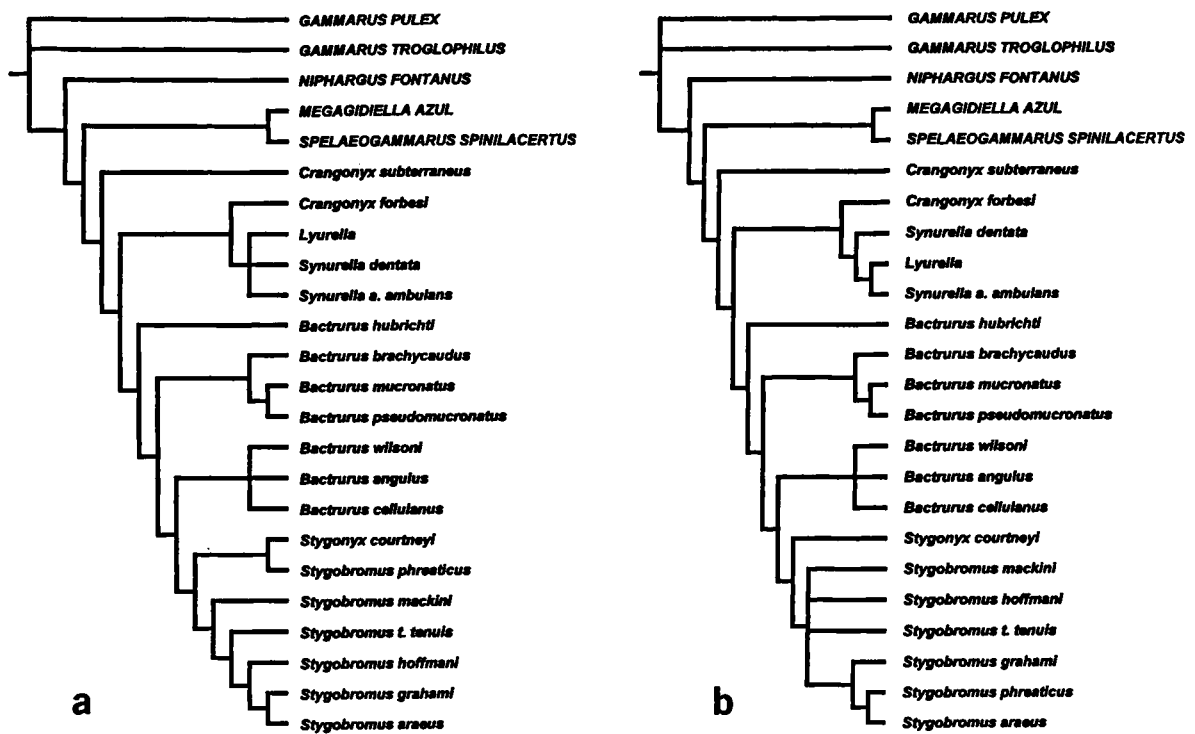 GAMMARUS PULEX
GAMMARUS TROGLOPHILUS
NIPHARGUS FONTANUS
MEGAGIDIELLA AZUL
SPELAEOGAMMARUS SPINILACERTUS
Crangonyx subterraneus
Crangonyx forbesi
Lyurella
Synurella dentata
Synurella a. ambulans
Bactrurus hubrichti
Bactrurus brachycaudus
Bactrurus mucronatus
Bactrurus pseudomucronatus
Bactrurus wilsoni
Bactrurus angulus
Bactrurus cellulanus
Stygonyx courtneyi
Stygobromus phreaticus
Stygobromus mackini
Stygobromus t. tenuis
Stygobromus hoffmani
Stygobromus grahami
Stygobromus araeus
a
GAMMARUS PULEX
GAMMARUS TROGLOPHILUS
NIPHARGUS FONTANUS
MEGAGIDIELLA AZUL
SPELAEOGAMMARUS SPINILACERTUS
Crangonyx subterraneus
Crangonyx forbesi
Synurella dentata
Lyurella
Synurella a. ambulans
Bactrurus hubrichti
Bactrurus brachycaudus
Bactrurus mucronatus
Bactrurus pseudomucronatus
Bactrurus wilsoni
Bactrurus angulus
Bactrurus cellulanus
Stygonyx courtneyi
Stygobromus mackini
Stygobromus hoffmani
Stygobromus t. tenuis
Stygobromus grahami
Stygobromus phreaticus
Stygobromus araeus
b